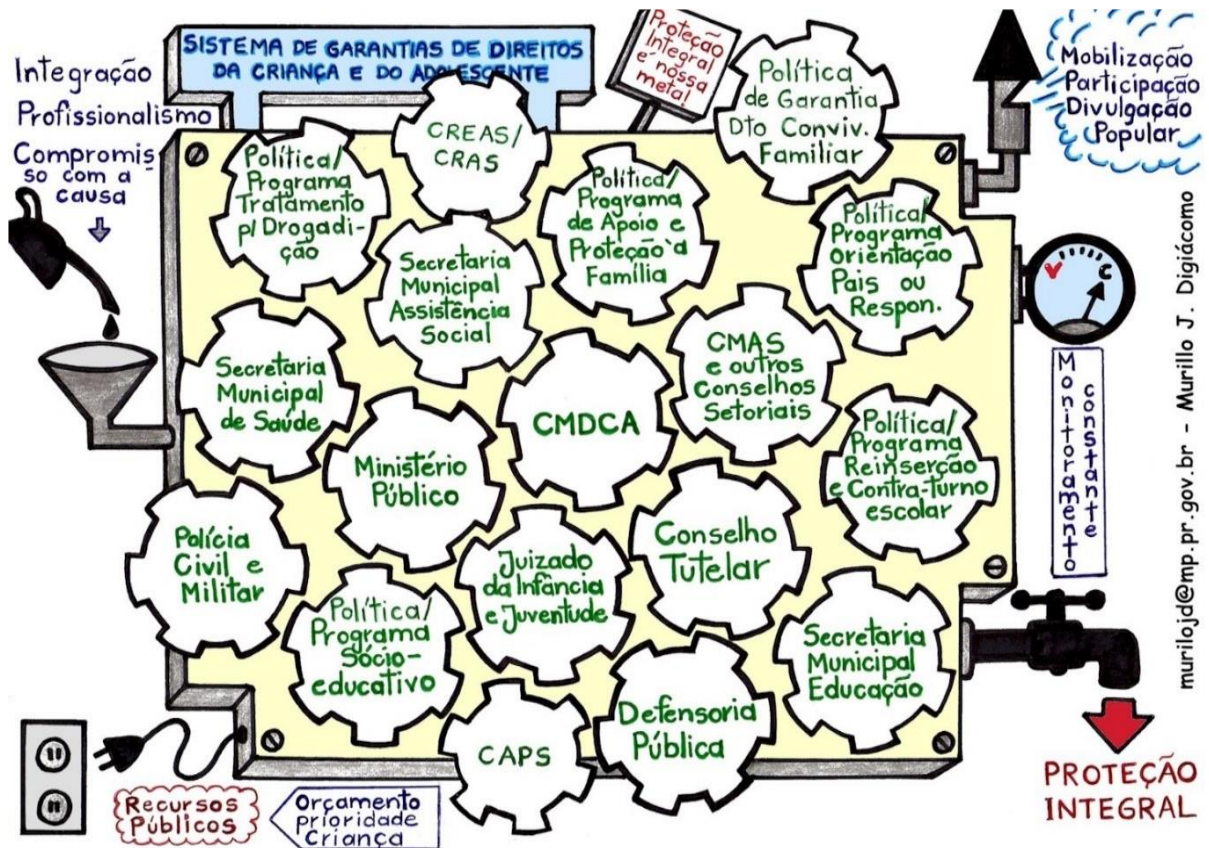 SISTEMA DE GARANTIAS DE DIREITOS
DA CRIANÇA E DO ADOLESCENTE
Integração
Profissionalismo
Compromis
so com a
causa
Proteção
Integral
é nossa
meta!
Política
de Garantia
Dto Conviv.
Familiar
Mobilização
Participação
Divulgação
Popular
CREAS/
CRAS
Política/
Programa
Tratamento
p/ Drogadi-
ção
Política/
Programa
de Apoio e
Proteção à
Família
Política/
Programa
Orientação
Pais ou
Respon.
Secretaria
Municipal
Assistência
Social
Secretaria
Municipal
de Saúde
CMDCA
CMAS
e outros
Conselhos
Setoriais
Política/
Programa
Reinserção
e Contra-turno
escolar
Ministério
Público
Polícia
Civil e
Militar
Juizado
da Infância
e Juventude
Conselho
Tutelar
Política/
Programa
Sócio-
educativo
Secretaria
Municipal
Educação
CAPS
Defensoria
Pública
Monitoramento
constante
murilojd@mp.pr.gov.br - Murillo J. Digiácomo
Recursos
Públicos
Orçamento
prioridade
Criança
PROTEÇÃO
INTEGRAL